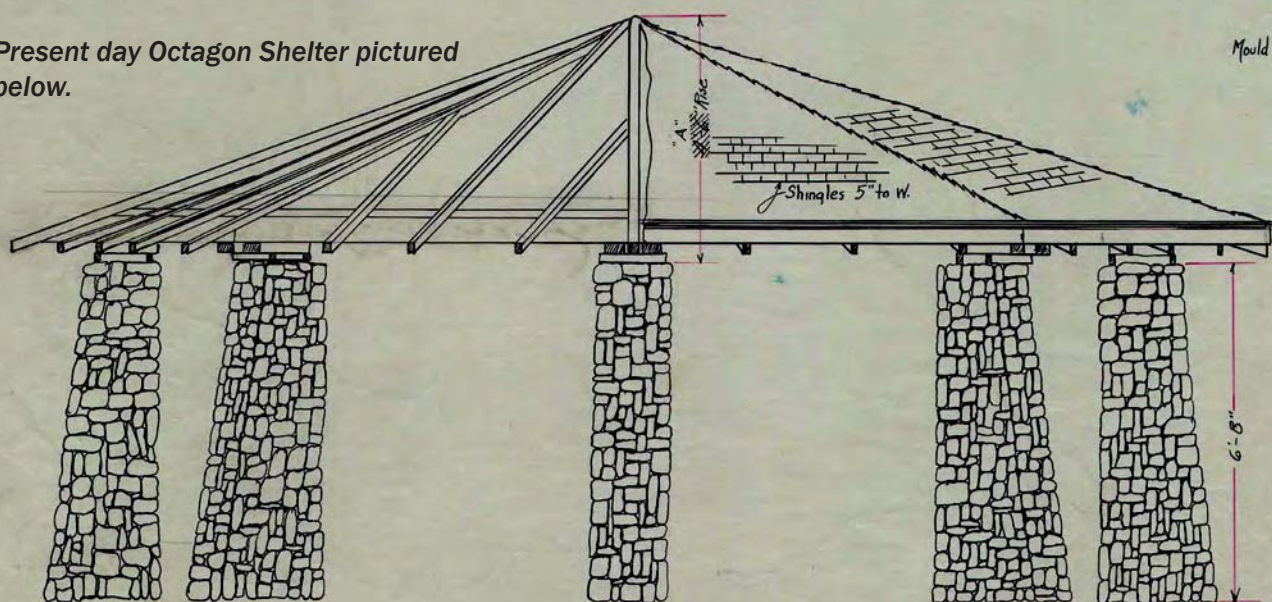 Present day Octagon Shelter pictured
below.
Mould
"A" Rise
Shingles 5" to W.
6'-8"